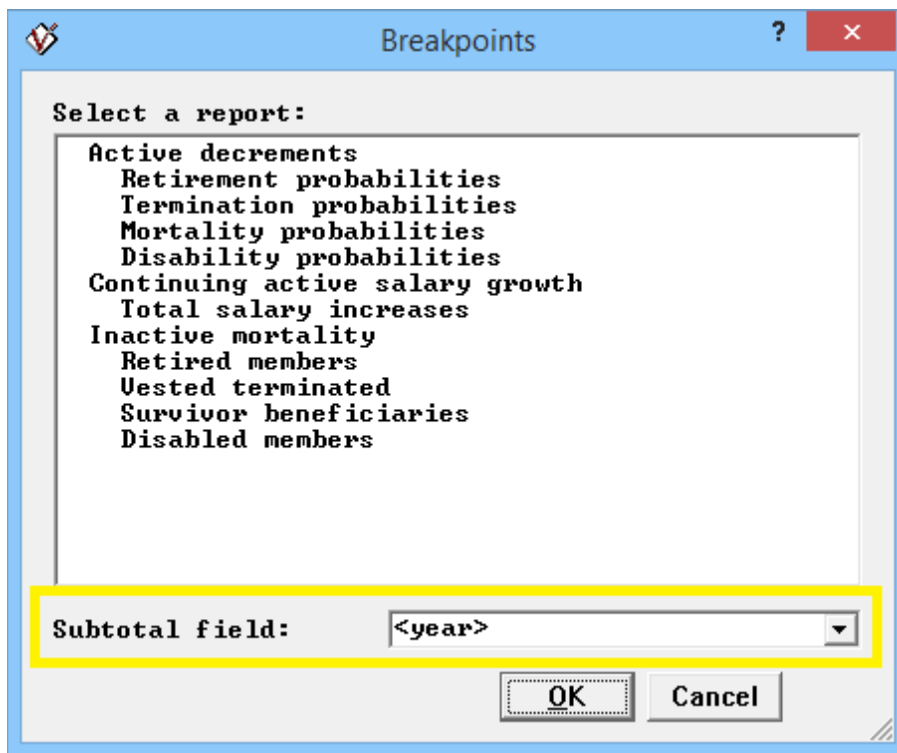 Breakpoints
?
Select a report:
Active decrements
Retirement probabilities
Termination probabilities
Mortality probabilities
Disability probabilities
Continuing active salary growth
Total salary increases
Inactive mortality
Retired members
Vested terminated
Survivor beneficiaries
Disabled members
Subtotal field: <year>
OK Cancel